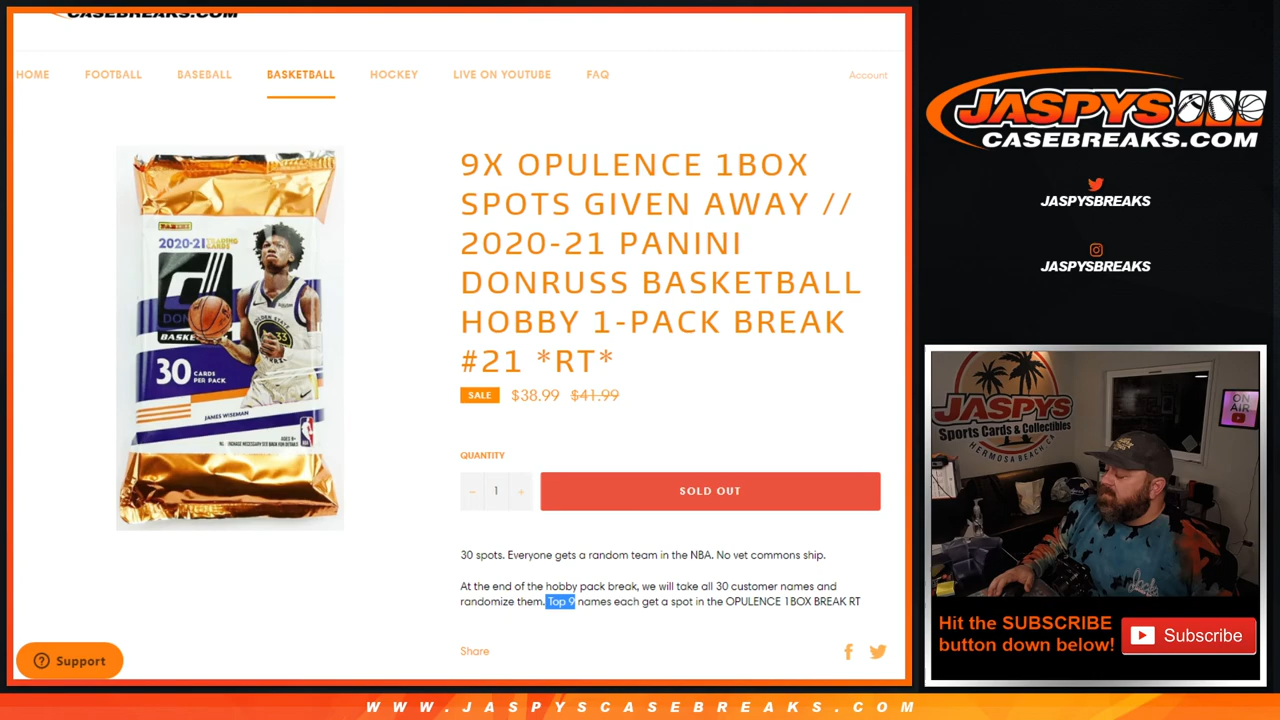 CASEBREAKS.COM
HOME FOOTBALL BASEBALL BASKETBALL HOCKEY LIVE ON YOUTUBE FAQ Account
PANINI
2020-21 TRADING CARDS
30 CARDS PER PACK
JAMES WISEMAN
9X OPULENCE 1BOX
SPOTS GIVEN AWAY //
2020-21 PANINI
DONRUSS BASKETBALL
HOBBY 1-PACK BREAK
#21 *RT*
SALE $38.99 $41.99
QUANTITY
− 1 +
SOLD OUT
30 spots. Everyone gets a random team in the NBA. No vet commons ship.
At the end of the hobby pack break, we will take all 30 customer names and
randomize them. Top 9 names each get a spot in the OPULENCE 1BOX BREAK RT
Share
Support
JASPYS
CASEBREAKS.COM
JASPYSBREAKS
JASPYSBREAKS
JASPYS
Sports Cards & Collectibles
HERMOSA BEACH, CA
ON
AIR
Hit the SUBSCRIBE
button down below!
Subscribe
WWW.JASPYSCASEBREAKS.COM